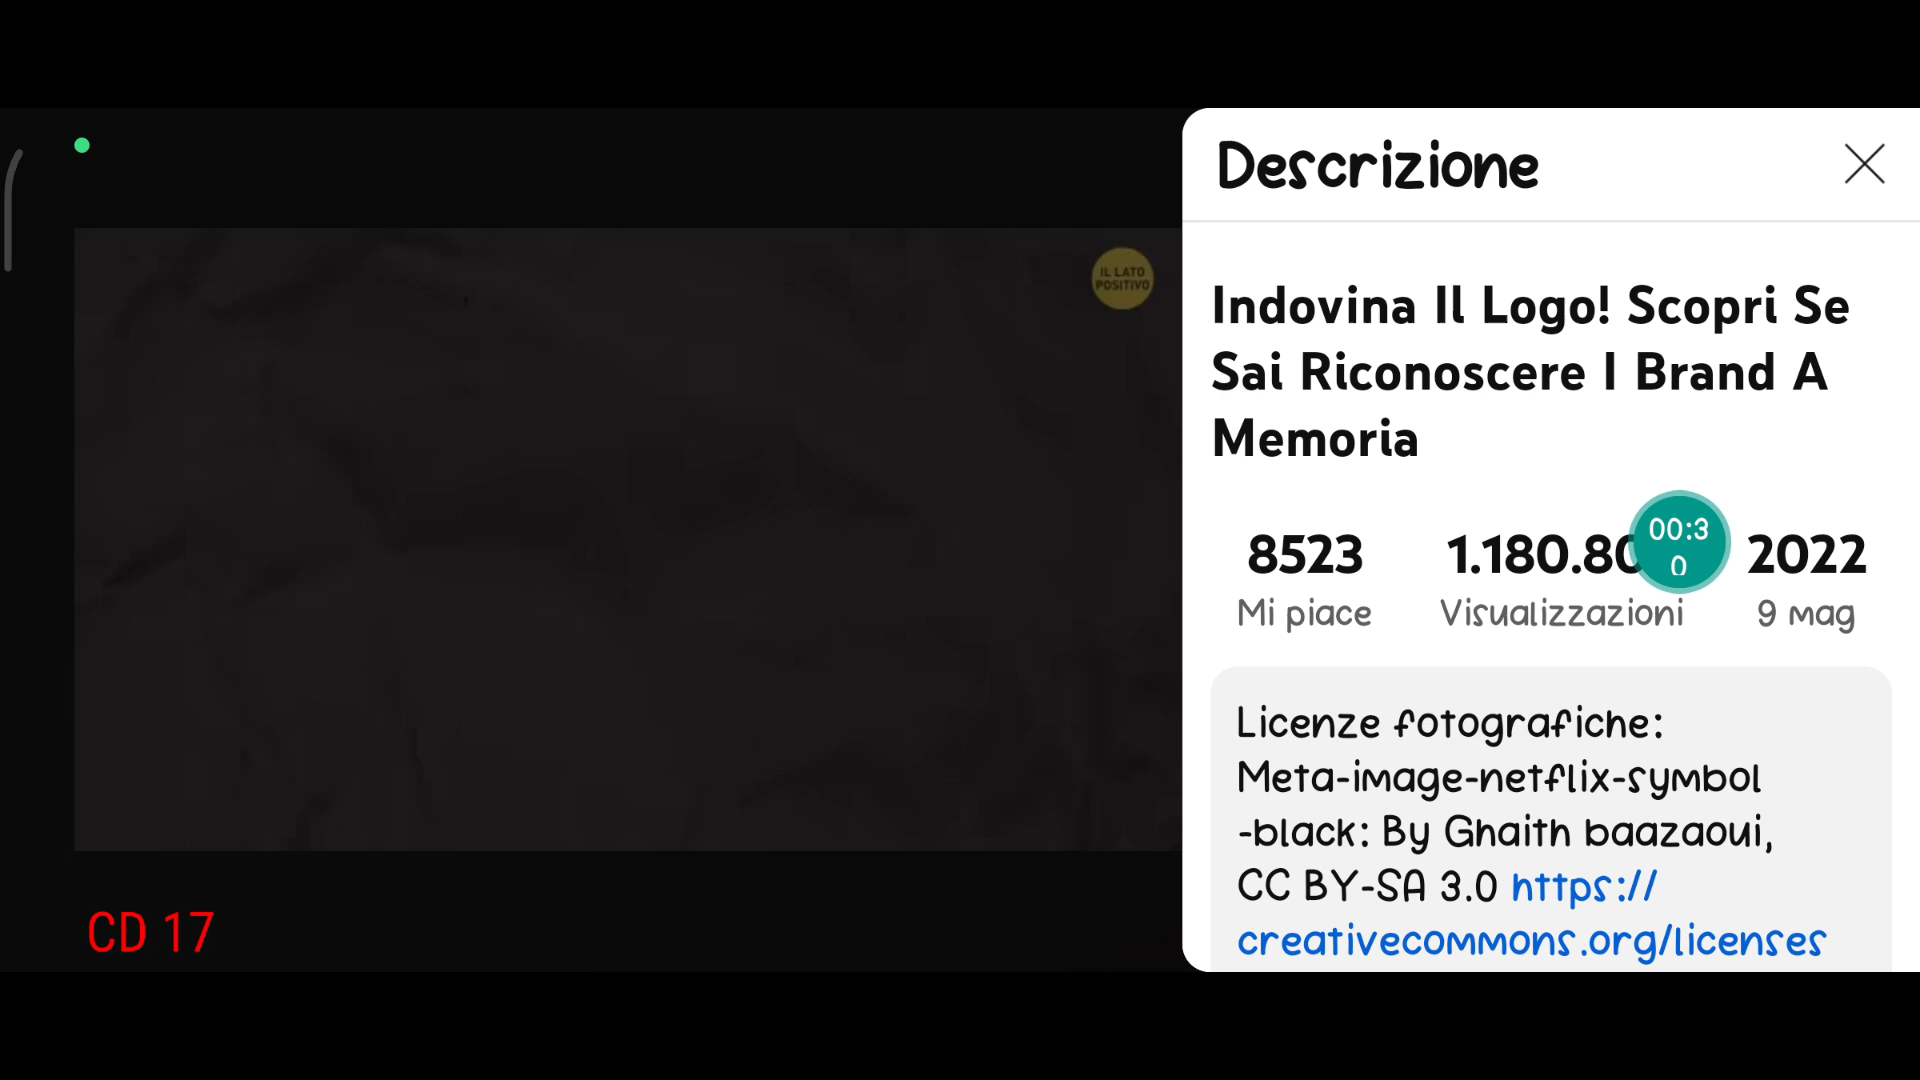 IL LATO
POSITIVO
CD 17
Descrizione
Indovina Il Logo! Scopri Se
Sai Riconoscere I Brand A
Memoria
8523
Mi piace
1.180.80
Visualizzazioni
00:3
0
2022
9 mag
Licenze fotografiche:
Meta-image-netflix-symbol
-black: By Ghaith baazaoui,
CC BY-SA 3.0 https://
creativecommons.org/licenses